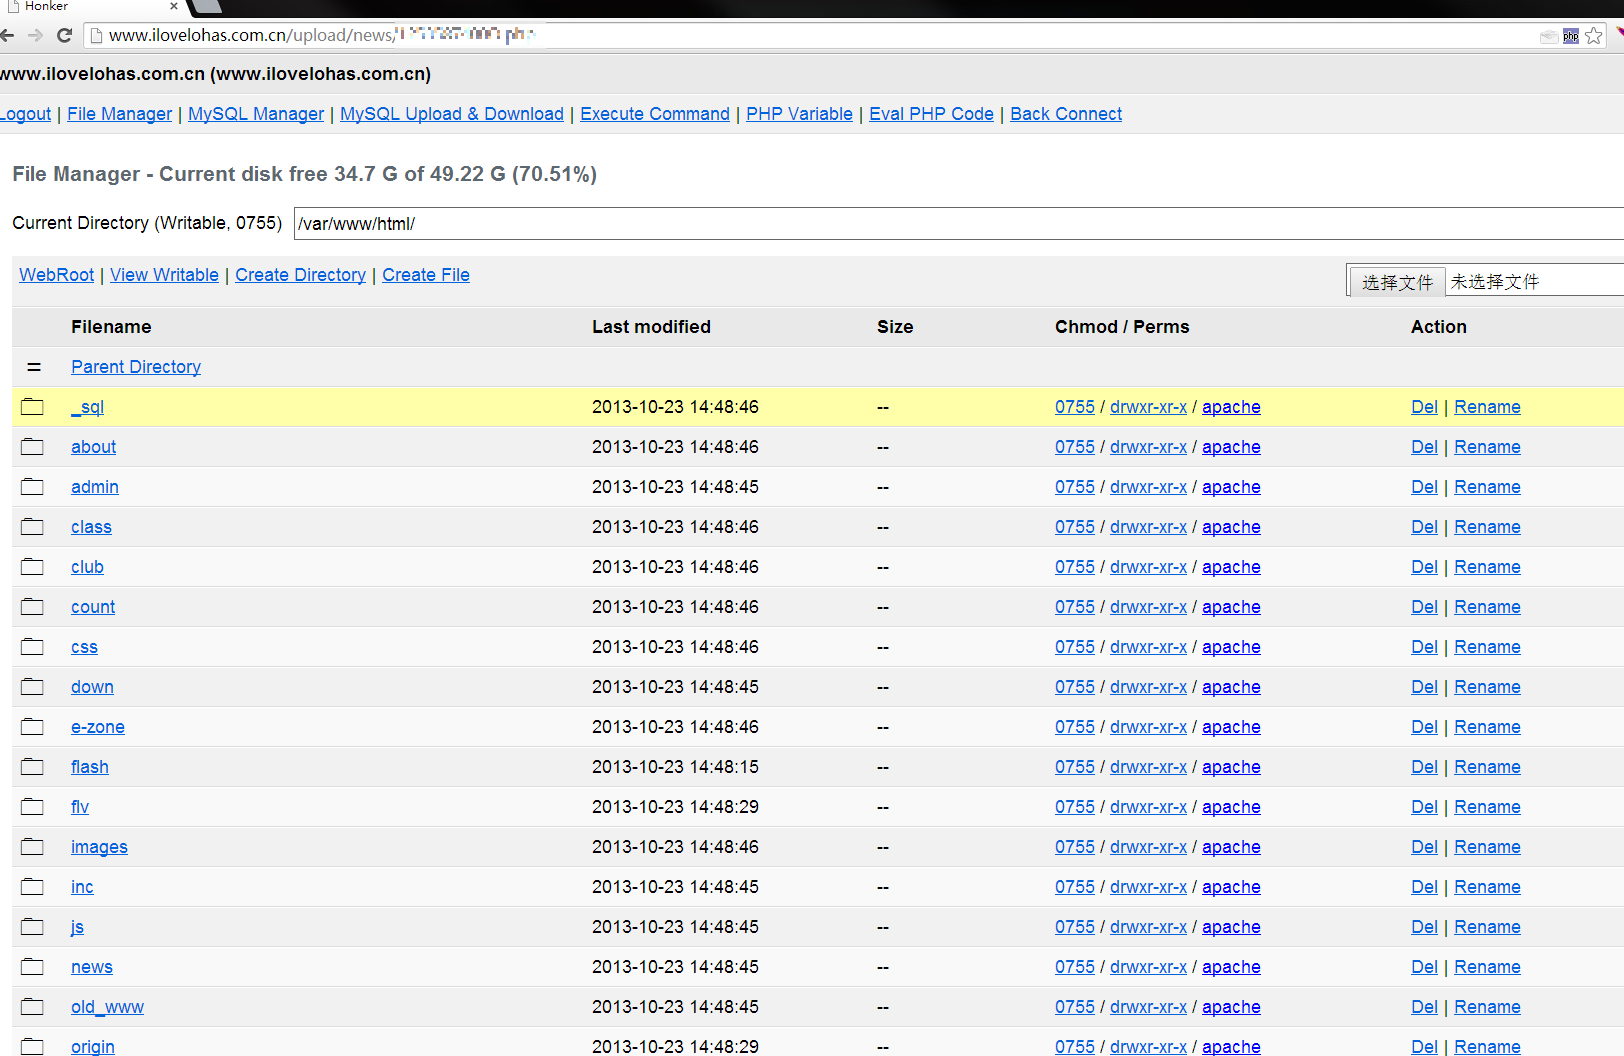 Honker
www.ilovelohas.com.cn/upload/news/
www.ilovelohas.com.cn (www.ilovelohas.com.cn)
Logout | File Manager | MySQL Manager | MySQL Upload & Download | Execute Command | PHP Variable | Eval PHP Code | Back Connect
File Manager - Current disk free 34.7 G of 49.22 G (70.51%)
Current Directory (Writable, 0755) /var/www/html/
WebRoot | View Writable | Create Directory | Create File 选择文件 未选择文件
Filename Last modified Size Chmod / Perms Action
= Parent Directory
_sql 2013-10-23 14:48:46 -- 0755 / drwxr-xr-x / apache Del | Rename
about 2013-10-23 14:48:46 -- 0755 / drwxr-xr-x / apache Del | Rename
admin 2013-10-23 14:48:45 -- 0755 / drwxr-xr-x / apache Del | Rename
class 2013-10-23 14:48:46 -- 0755 / drwxr-xr-x / apache Del | Rename
club 2013-10-23 14:48:46 -- 0755 / drwxr-xr-x / apache Del | Rename
count 2013-10-23 14:48:46 -- 0755 / drwxr-xr-x / apache Del | Rename
css 2013-10-23 14:48:46 -- 0755 / drwxr-xr-x / apache Del | Rename
down 2013-10-23 14:48:45 -- 0755 / drwxr-xr-x / apache Del | Rename
e-zone 2013-10-23 14:48:46 -- 0755 / drwxr-xr-x / apache Del | Rename
flash 2013-10-23 14:48:15 -- 0755 / drwxr-xr-x / apache Del | Rename
flv 2013-10-23 14:48:29 -- 0755 / drwxr-xr-x / apache Del | Rename
images 2013-10-23 14:48:46 -- 0755 / drwxr-xr-x / apache Del | Rename
inc 2013-10-23 14:48:45 -- 0755 / drwxr-xr-x / apache Del | Rename
js 2013-10-23 14:48:45 -- 0755 / drwxr-xr-x / apache Del | Rename
news 2013-10-23 14:48:45 -- 0755 / drwxr-xr-x / apache Del | Rename
old_www 2013-10-23 14:48:45 -- 0755 / drwxr-xr-x / apache Del | Rename
origin 2013-10-23 14:48:29 -- 0755 / drwxr-xr-x / apache Del | Rename